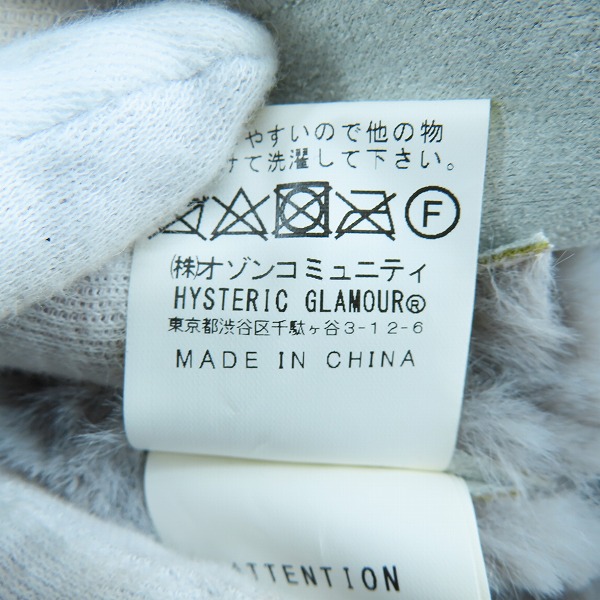 やすいので他の物
けて洗濯して下さい。
F
㈱オゾンコミュニティ
HYSTERIC GLAMOUR®
東京都渋谷区千駄ヶ谷3-12-6
MADE IN CHINA
ATTENTION